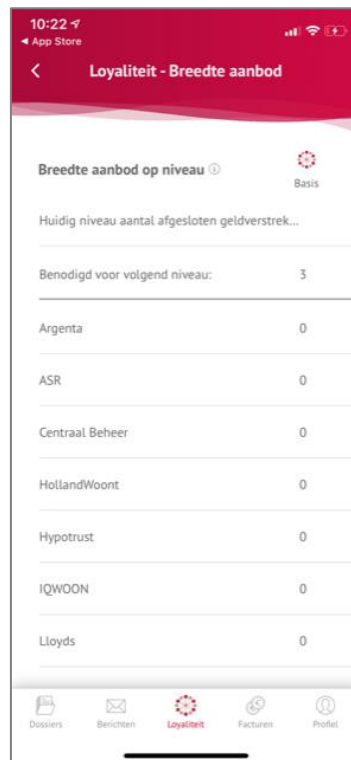 10:22
◀ App Store
Loyaliteit - Breedte aanbod
Breedte aanbod op niveau
Basis
Huidig niveau aantal afgesloten geldverstrek...
Benodigd voor volgend niveau: 3
Argenta 0
ASR 0
Centraal Beheer 0
HollandWoont 0
Hypotrust 0
IQWOON 0
Lloyds 0
Dossiers Berichten Loyaliteit Facturen Profiel